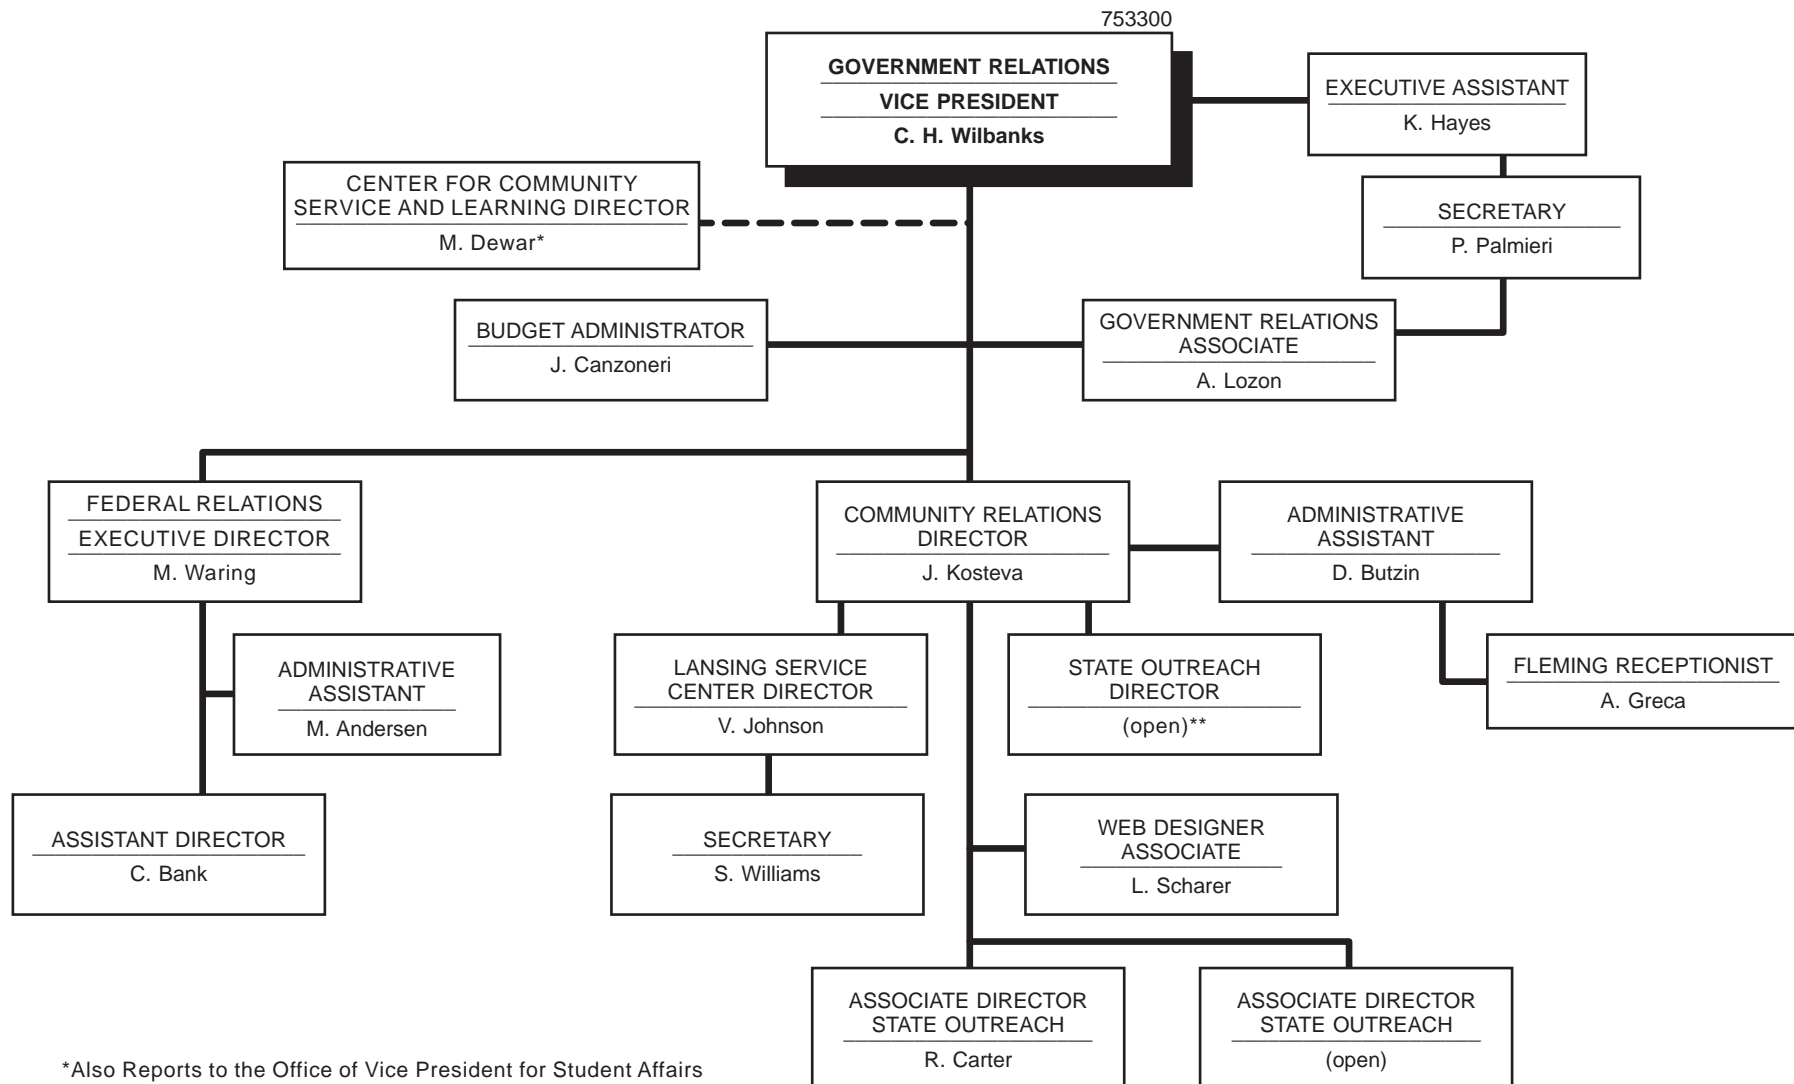 753300
GOVERNMENT RELATIONS
VICE PRESIDENT
C. H. Wilbanks
EXECUTIVE ASSISTANT
K. Hayes
CENTER FOR COMMUNITY
SERVICE AND LEARNING DIRECTOR
M. Dewar*
SECRETARY
P. Palmieri
BUDGET ADMINISTRATOR
J. Canzoneri
GOVERNMENT RELATIONS
ASSOCIATE
A. Lozon
FEDERAL RELATIONS
EXECUTIVE DIRECTOR
M. Waring
COMMUNITY RELATIONS
DIRECTOR
J. Kosteva
ADMINISTRATIVE
ASSISTANT
D. Butzin
ADMINISTRATIVE
ASSISTANT
M. Andersen
LANSING SERVICE
CENTER DIRECTOR
V. Johnson
STATE OUTREACH
DIRECTOR
(open)**
FLEMING RECEPTIONIST
A. Greca
ASSISTANT DIRECTOR
C. Bank
SECRETARY
S. Williams
WEB DESIGNER
ASSOCIATE
L. Scharer
ASSOCIATE DIRECTOR
STATE OUTREACH
R. Carter
ASSOCIATE DIRECTOR
STATE OUTREACH
(open)
*Also Reports to the Office of Vice President for Student Affairs